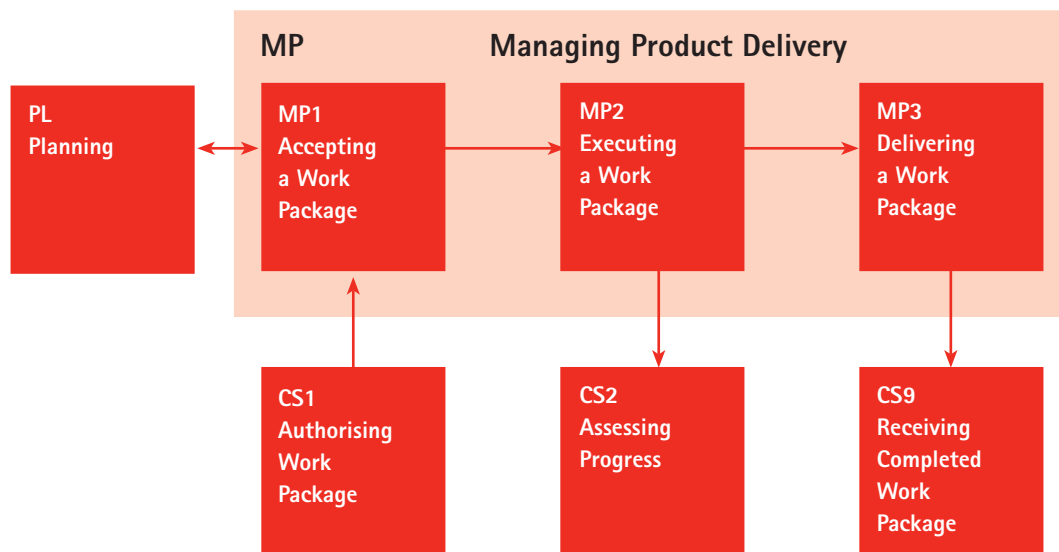 MP Managing Product Delivery
PL
Planning
MP1
Accepting
a Work
Package
MP2
Executing
a Work
Package
MP3
Delivering
a Work
Package
CS1
Authorising
Work
Package
CS2
Assessing
Progress
CS9
Receiving
Completed
Work
Package